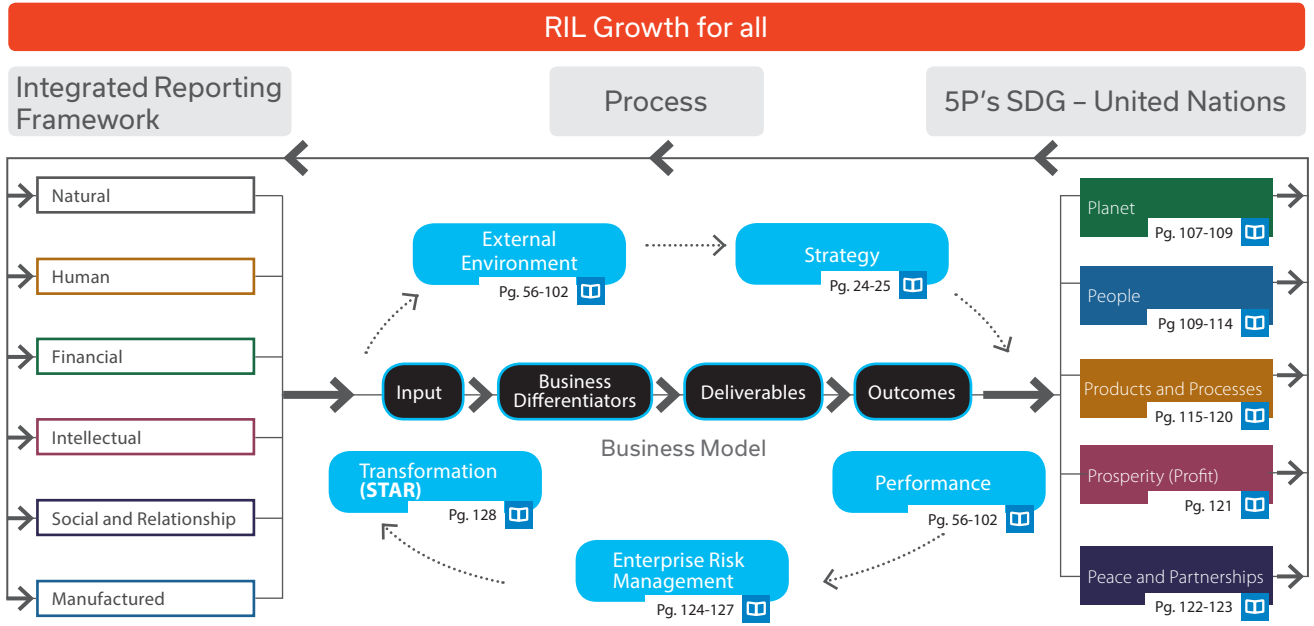 RIL Growth for all
Integrated Reporting
Framework
Process
5P's SDG – United Nations
Natural
Human
Financial
Intellectual
Social and Relationship
Manufactured
External
Environment
Pg. 56-102
Strategy
Pg. 24-25
Input
Business
Differentiators
Deliverables
Outcomes
Business Model
Transformation
(STAR)
Pg. 128
Performance
Pg. 56-102
Enterprise Risk
Management
Pg. 124-127
Planet
Pg. 107-109
People
Pg 109-114
Products and Processes
Pg. 115-120
Prosperity (Profit)
Pg. 121
Peace and Partnerships
Pg. 122-123